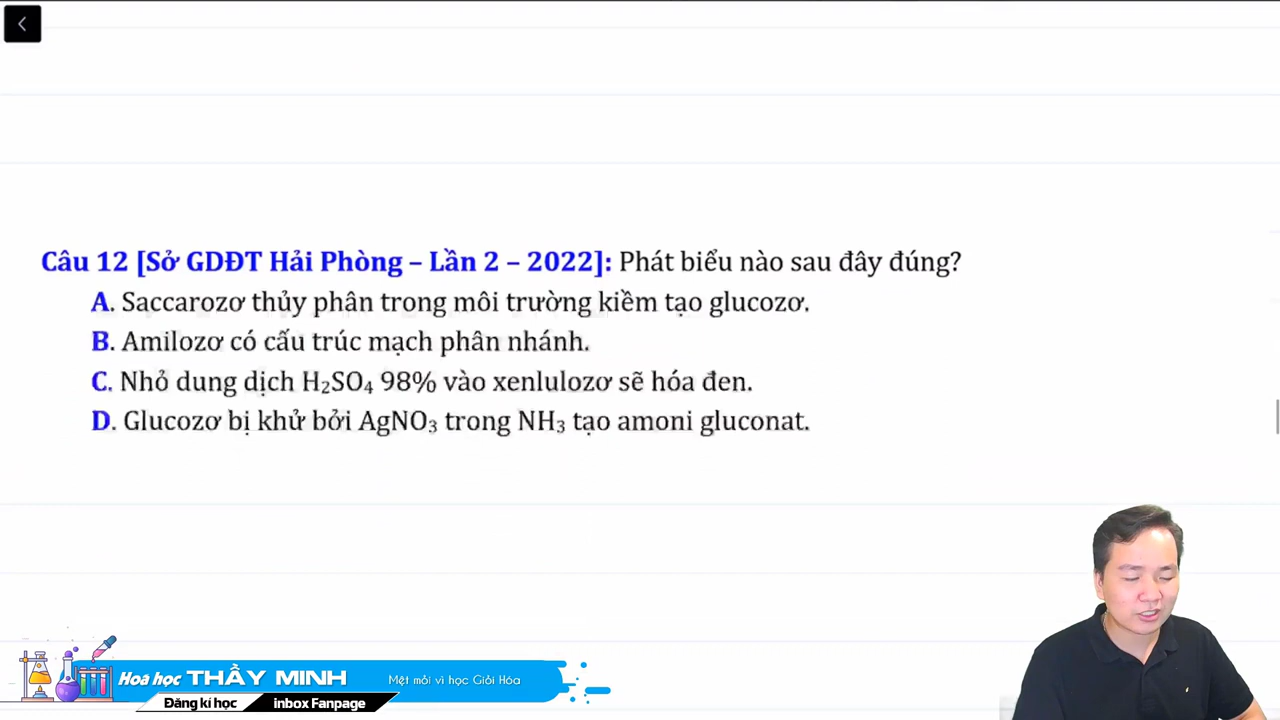 Câu 12 [Sở GDĐT Hải Phòng – Lần 2 – 2022]: Phát biểu nào sau đây đúng?
A. Saccarozơ thủy phân trong môi trường kiềm tạo glucozơ.
B. Amilozơ có cấu trúc mạch phân nhánh.
C. Nhỏ dung dịch H₂SO₄ 98% vào xenlulozơ sẽ hóa đen.
D. Glucozơ bị khử bởi AgNO₃ trong NH₃ tạo amoni gluconat.
Hoá học THẦY MINH
Mệt mỏi vì học Giỏi Hóa
Đăng kí học
inbox Fanpage